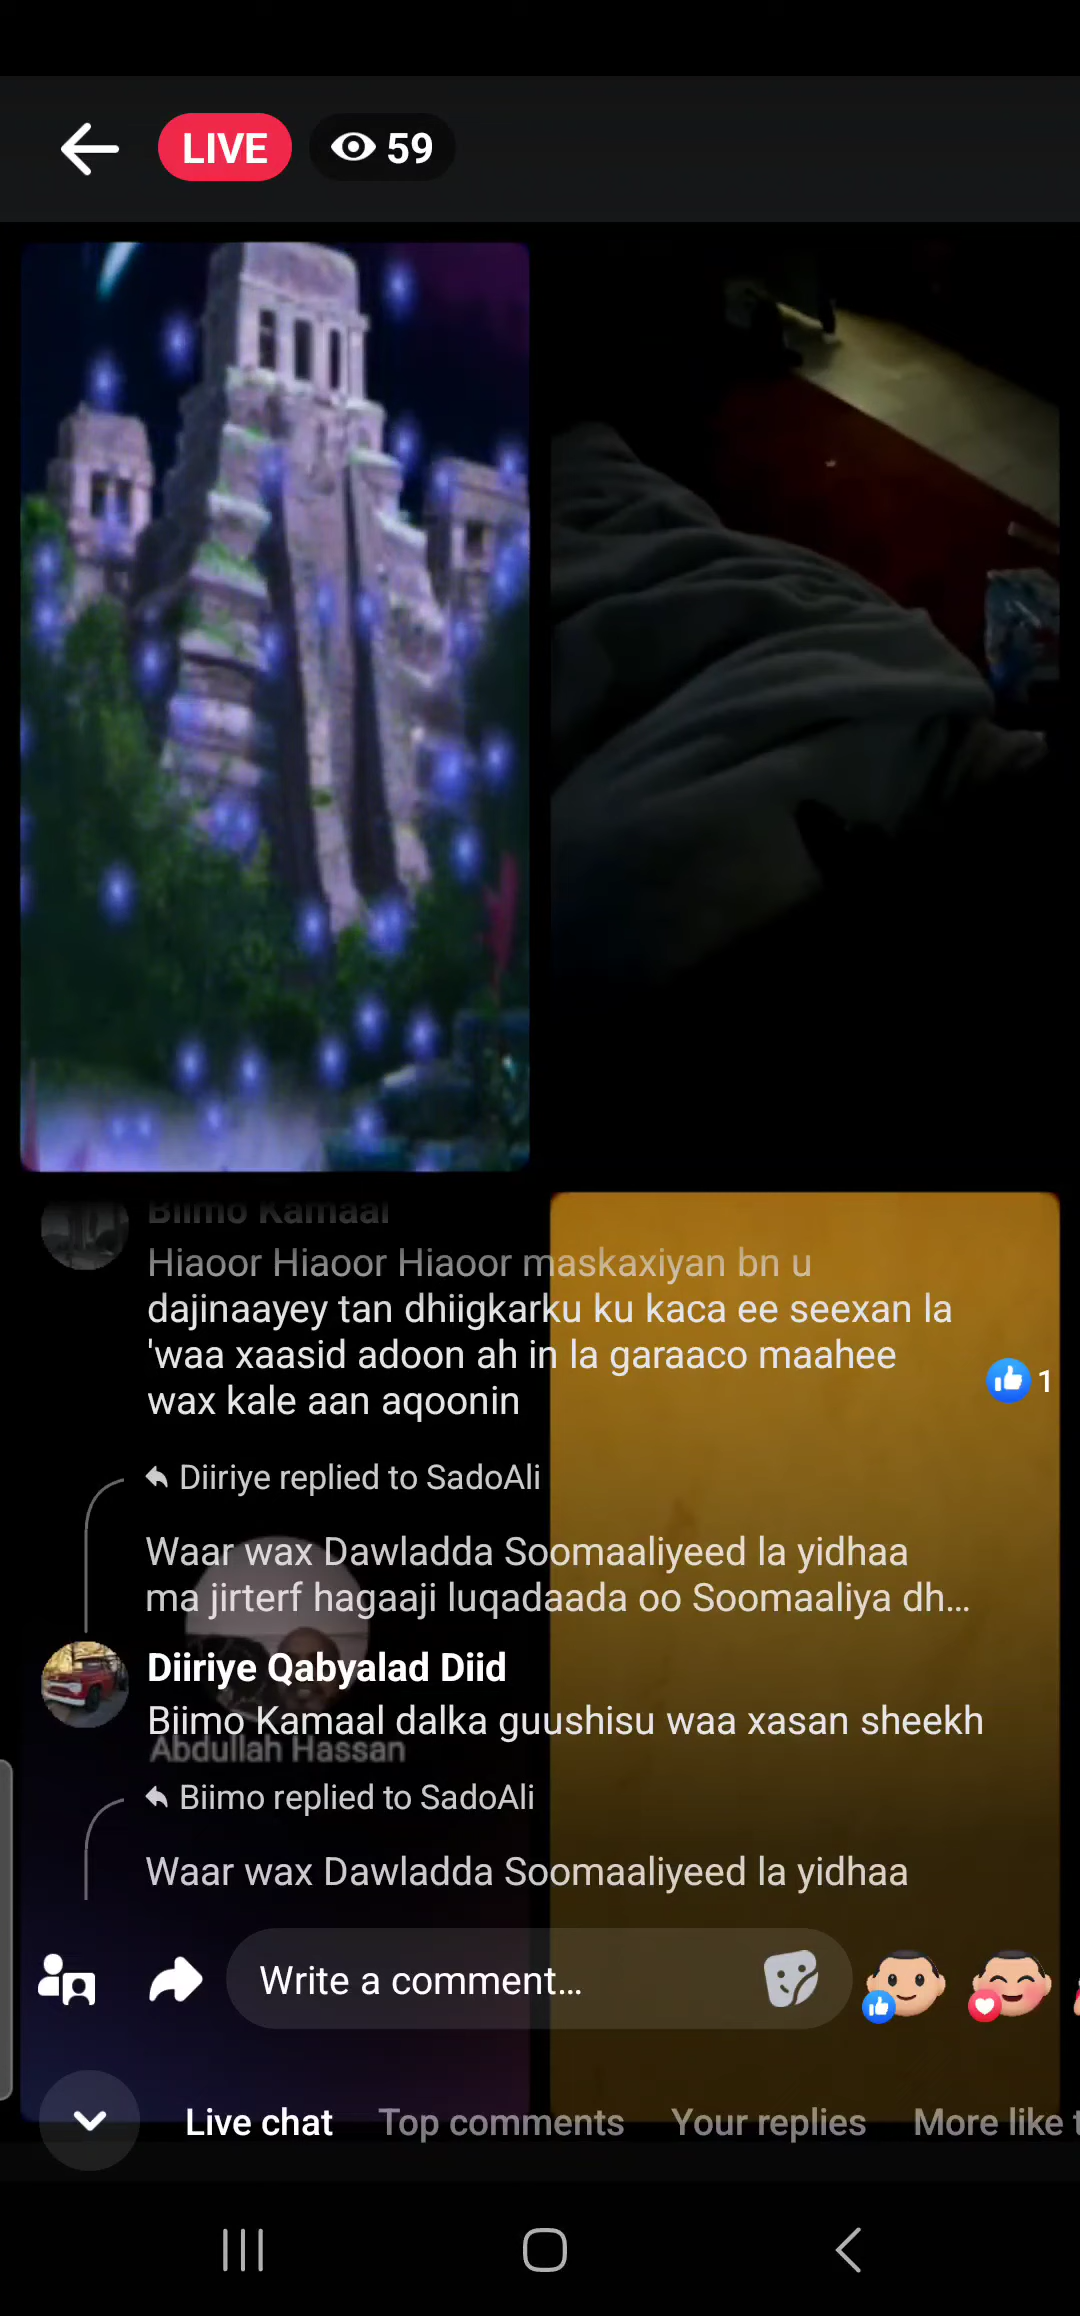 LIVE
59
Biimo Kamaal
Hiaoor Hiaoor Hiaoor maskaxiyan bn u
dajinaayey tan dhiigkarku ku kaca ee seexan la
'waa xaasid adoon ah in la garaaco maahee
wax kale aan aqoonin
1
Diiriye replied to SadoAli
Waar wax Dawladda Soomaaliyeed la yidhaa
ma jirterf hagaaji luqadaada oo Soomaaliya dh...
Diiriye Qabyalad Diid
Biimo Kamaal dalka guushisu waa xasan sheekh
Abdullah Hassan
Biimo replied to SadoAli
Waar wax Dawladda Soomaaliyeed la yidhaa
Write a comment...
Live chat
Top comments
Your replies
More like